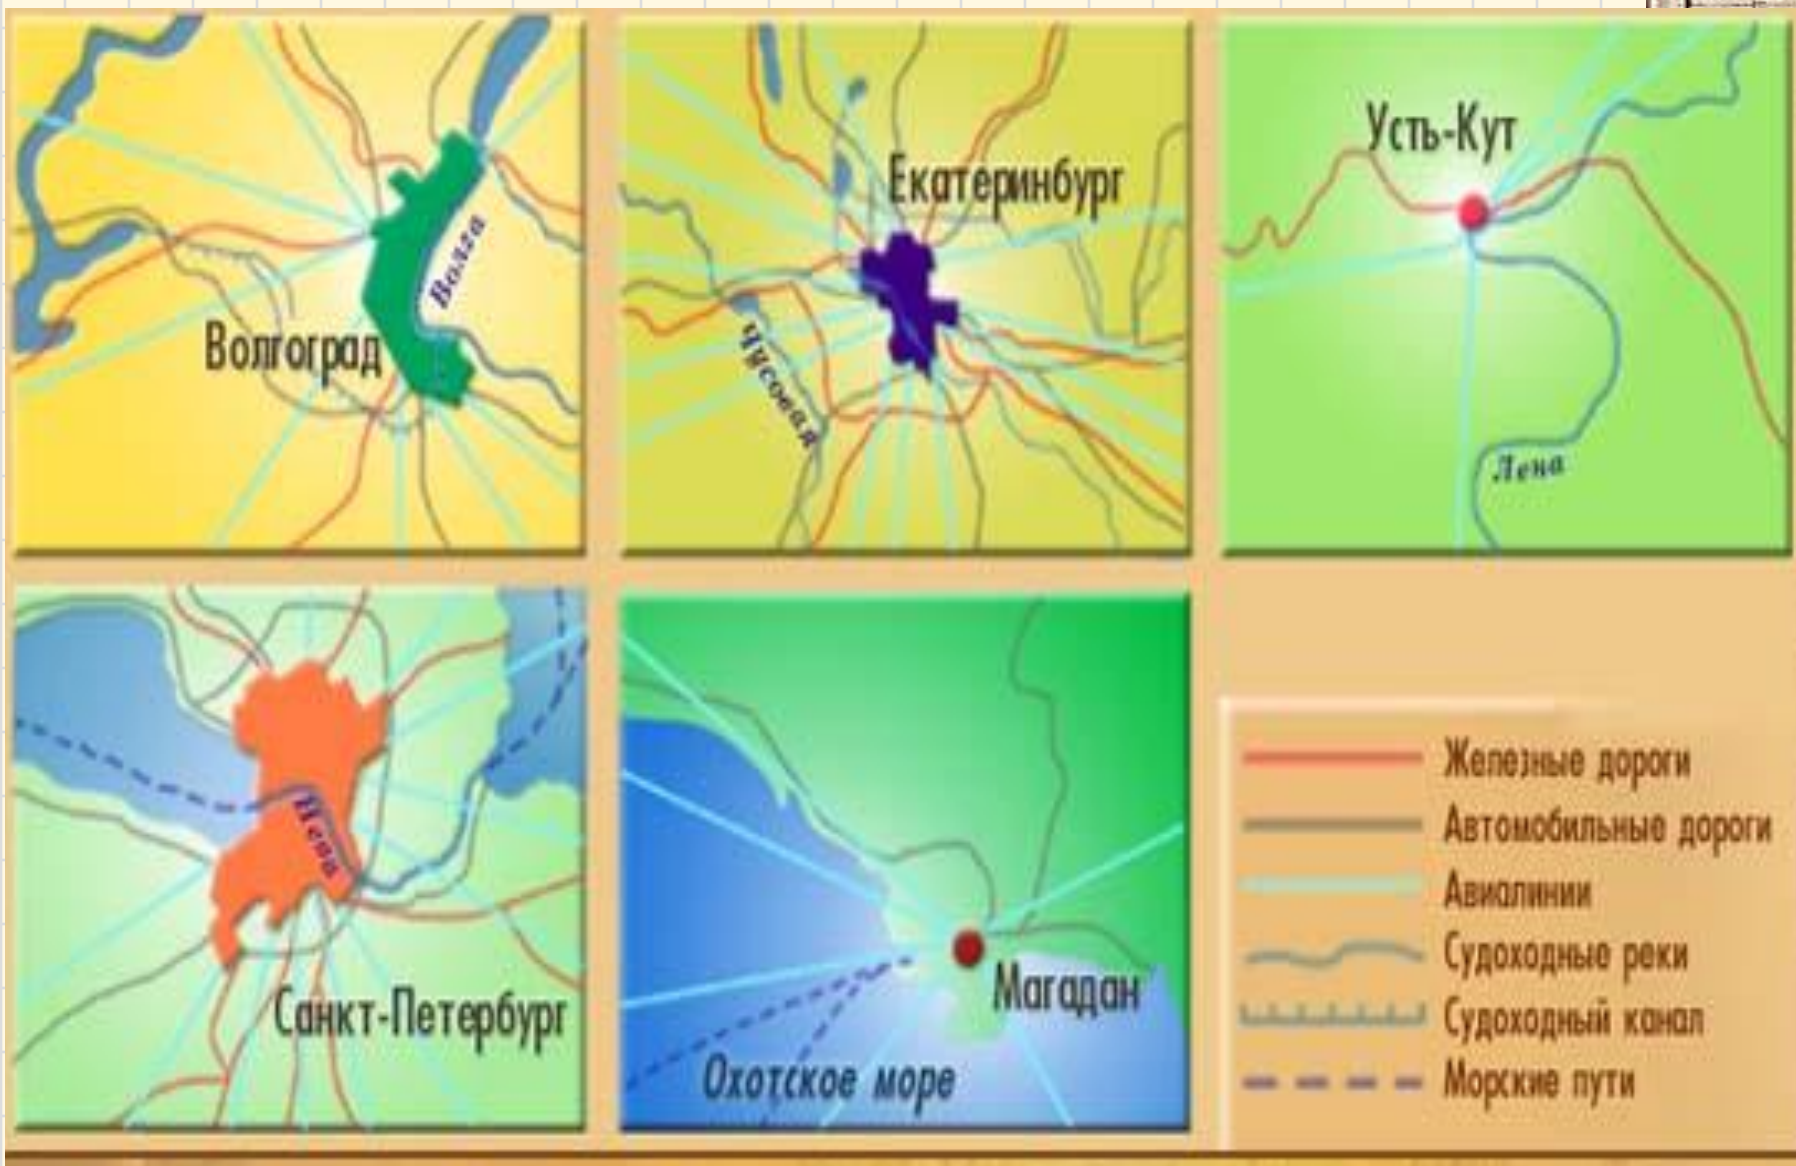 Волга
Волгоград
Екатеринбург
Чусовая
Усть-Кут
Лена
Нева
Санкт-Петербург
Магадан
Охотское море
Железные дороги
Автомобильные дороги
Авиалинии
Судоходные реки
Судоходный канал
Морские пути